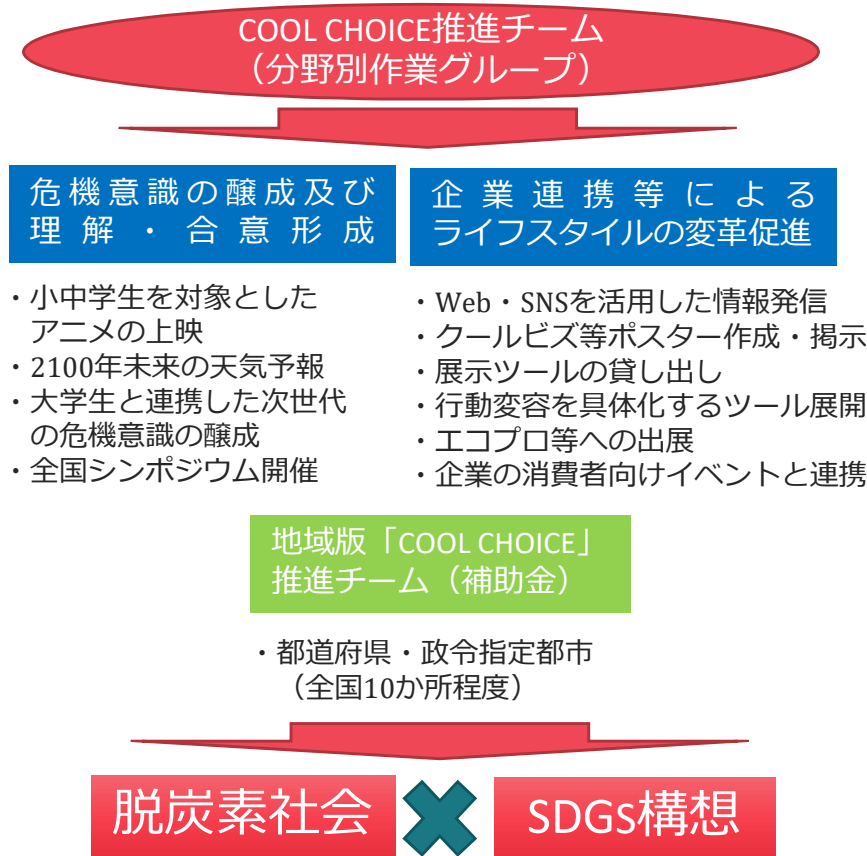 COOL CHOICE推進チーム
（分野別作業グループ）
危機意識の醸成及び
理解・合意形成
・小中学生を対象とした
アニメの上映
・2100年未来の天気予報
・大学生と連携した次世代
の危機意識の醸成
・全国シンポジウム開催
企業連携等による
ライフスタイルの変革促進
・Web・SNSを活用した情報発信
・クールビズ等ポスター作成・掲示
・展示ツールの貸し出し
・行動変容を具体化するツール展開
・エコプロ等への出展
・企業の消費者向けイベントと連携
地域版「COOL CHOICE」
推進チーム（補助金）
・都道府県・政令指定都市
（全国10か所程度）
脱炭素社会
SDGs構想